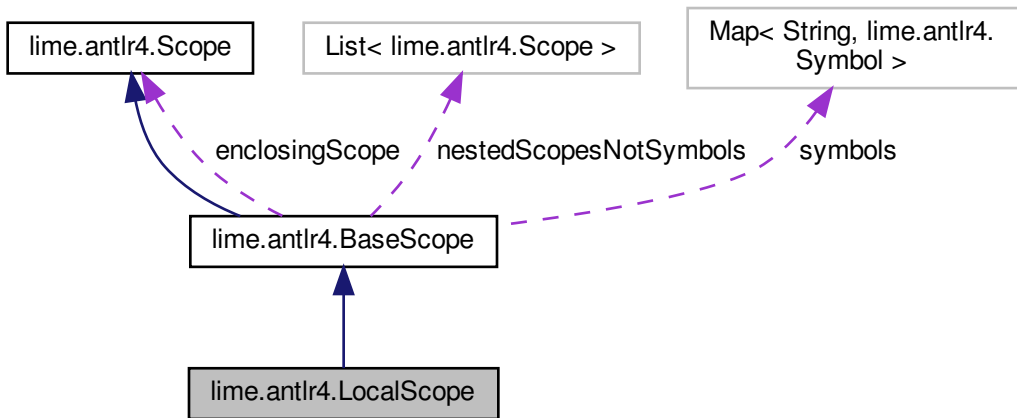 lime.antlr4.Scope
List< lime.antlr4.Scope >
Map< String, lime.antlr4.
Symbol >
enclosingScope
nestedScopesNotSymbols
symbols
lime.antlr4.BaseScope
lime.antlr4.LocalScope